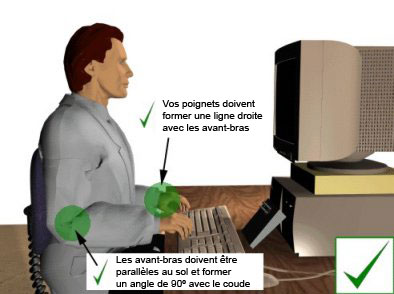 Vos poignets doivent
former une ligne droite
avec les avant-bras
Les avant-bras doivent être
parallèles au sol et former
un angle de 90º avec le coude